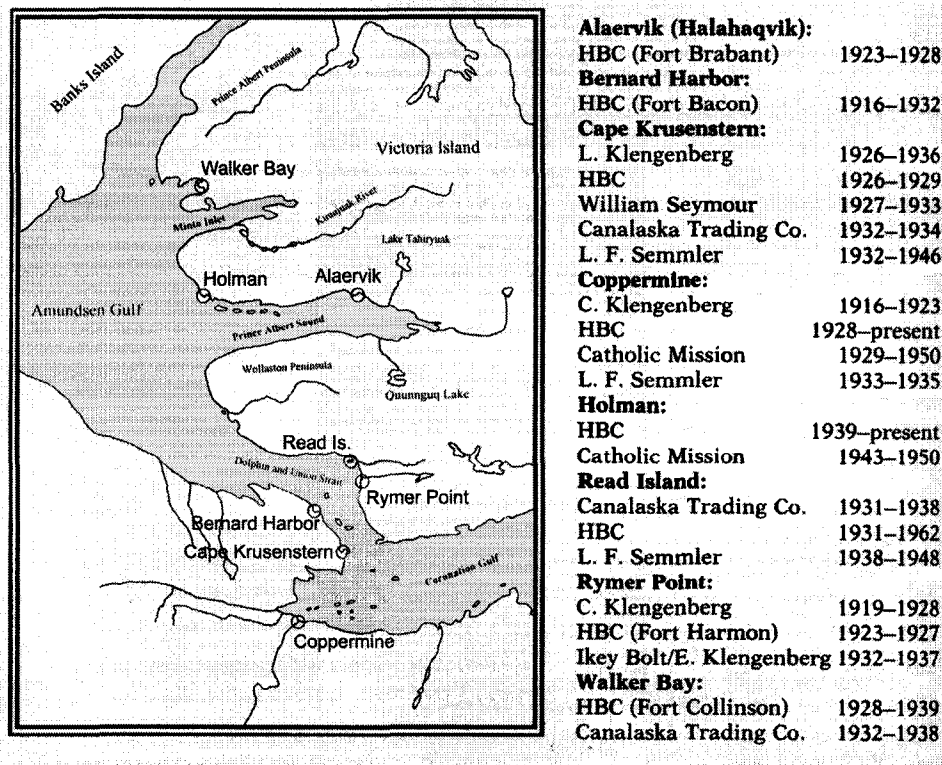 Banks Island
Prince Albert Peninsula
Victoria Island
Walker Bay
Minto Inlet
Kuuujuak River
Lake Tahiryuak
Holman
Alaervik
Amundsen Gulf
Prince Albert Sound
Wollaston Peninsula
Quunnguq Lake
Read Is.
Dolphin and Union Strait
Rymer Point
Bernard Harbor
Cape Krusenstern
Coronation Gulf
Coppermine
Alaervik (Halahaqvik):
HBC (Fort Brabant) 1923–1928
Bernard Harbor:
HBC (Fort Bacon) 1916–1932
Cape Krusenstern:
L. Klengenberg 1926–1936
HBC 1926–1929
William Seymour 1927–1933
Canalaska Trading Co. 1932–1934
L. F. Semmler 1932–1946
Coppermine:
C. Klengenberg 1916–1923
HBC 1928–present
Catholic Mission 1929–1950
L. F. Semmler 1933–1935
Holman:
HBC 1939–present
Catholic Mission 1943–1950
Read Island:
Canalaska Trading Co. 1931–1938
HBC 1931–1962
L. F. Semmler 1938–1948
Rymer Point:
C. Klengenberg 1919–1928
HBC (Fort Harmon) 1923–1927
Ikey Bolt/E. Klengenberg 1932–1937
Walker Bay:
HBC (Fort Collinson) 1928–1939
Canalaska Trading Co. 1932–1938